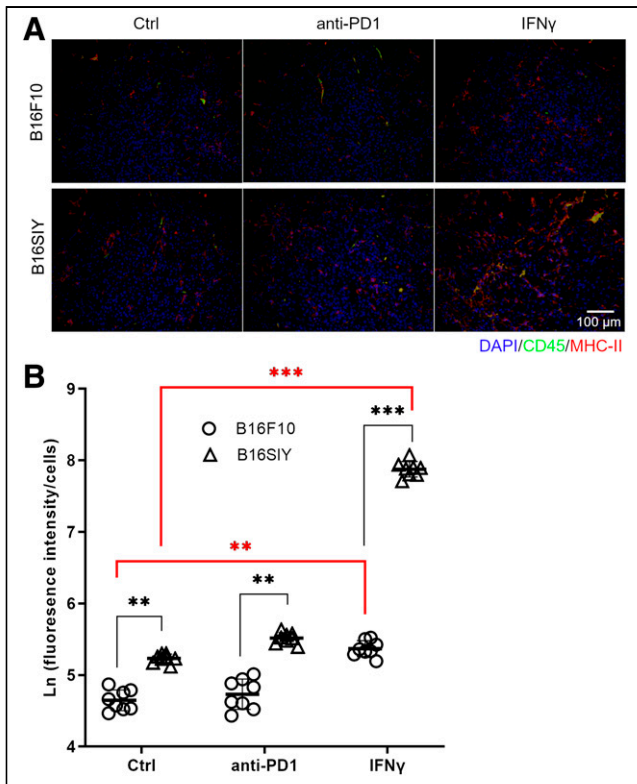 A
Ctrl anti-PD1 IFNγ
B16F10
B16SIY
100 µm
DAPI/CD45/MHC-II
B
9
8
7
6
5
4
Ln (fluoresence intensity/cells)
B16F10
B16SIY
***
***
**
**
**
Ctrl anti-PD1 IFNγ